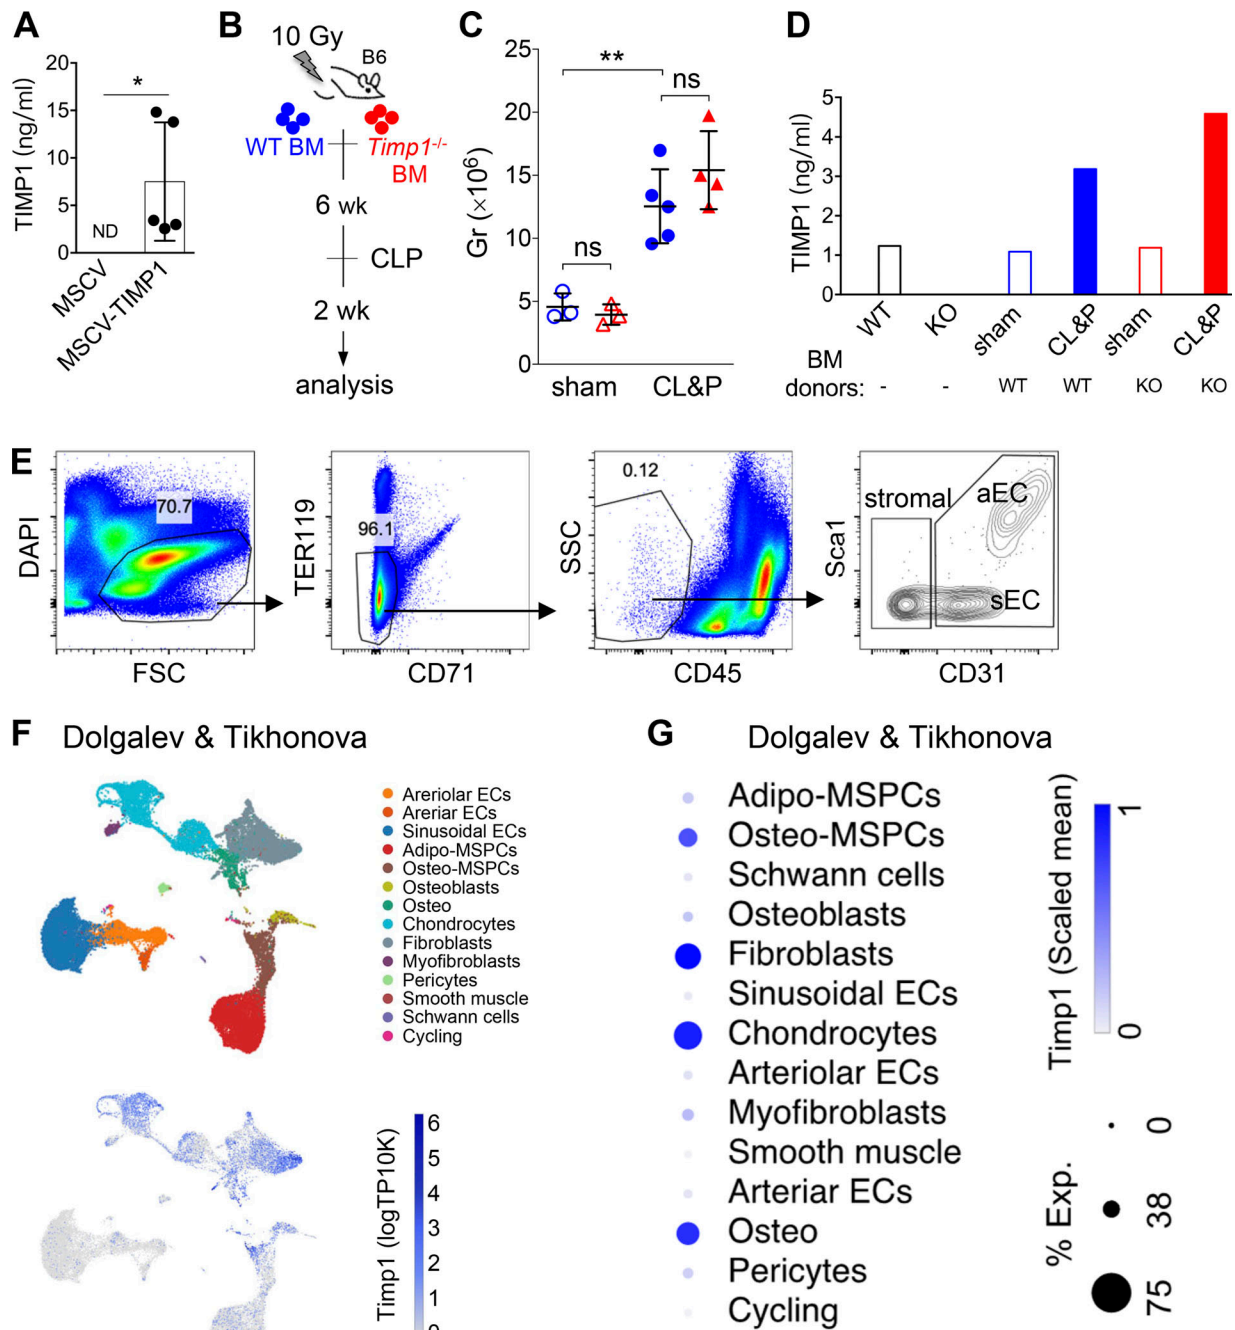 A
TIMP1 (ng/ml)
20
15
10
5
0
*
ND
MSCV
MSCV-TIMP1
B
10 Gy
B6
WT BM
Timp1-/-
BM
6 wk
CLP
2 wk
analysis
C
Gr (×10⁶)
25
20
15
10
5
0
**
ns
ns
sham
CL&P
D
TIMP1 (ng/ml)
5
4
3
2
1
0
WT
KO
sham
CL&P
sham
CL&P
BM
donors:
-
-
WT
WT
KO
KO
E
DAPI
70.7
FSC
TER119
96.1
CD71
SSC
0.12
CD45
Sca1
stromal
aEC
sEC
CD31
F
Dolgalev & Tikhonova
Areriolar ECs
Areriar ECs
Sinusoidal ECs
Adipo-MSPCs
Osteo-MSPCs
Osteoblasts
Osteo
Chondrocytes
Fibroblasts
Myofibroblasts
Pericytes
Smooth muscle
Schwann cells
Cycling
Timp1 (logTP10K)
6
5
4
3
2
1
0
G
Dolgalev & Tikhonova
Adipo-MSPCs
Osteo-MSPCs
Schwann cells
Osteoblasts
Fibroblasts
Sinusoidal ECs
Chondrocytes
Arteriolar ECs
Myofibroblasts
Smooth muscle
Arteriar ECs
Osteo
Pericytes
Cycling
Timp1 (Scaled mean)
1
0
% Exp.
0
38
75